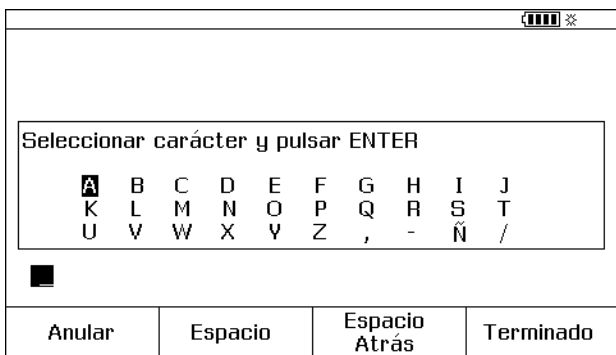 Seleccionar carácter y pulsar ENTER
A B C D E F G H I J
K L M N O P Q R S T
U V W X Y Z , - Ñ /
Anular Espacio Espacio Atrás Terminado